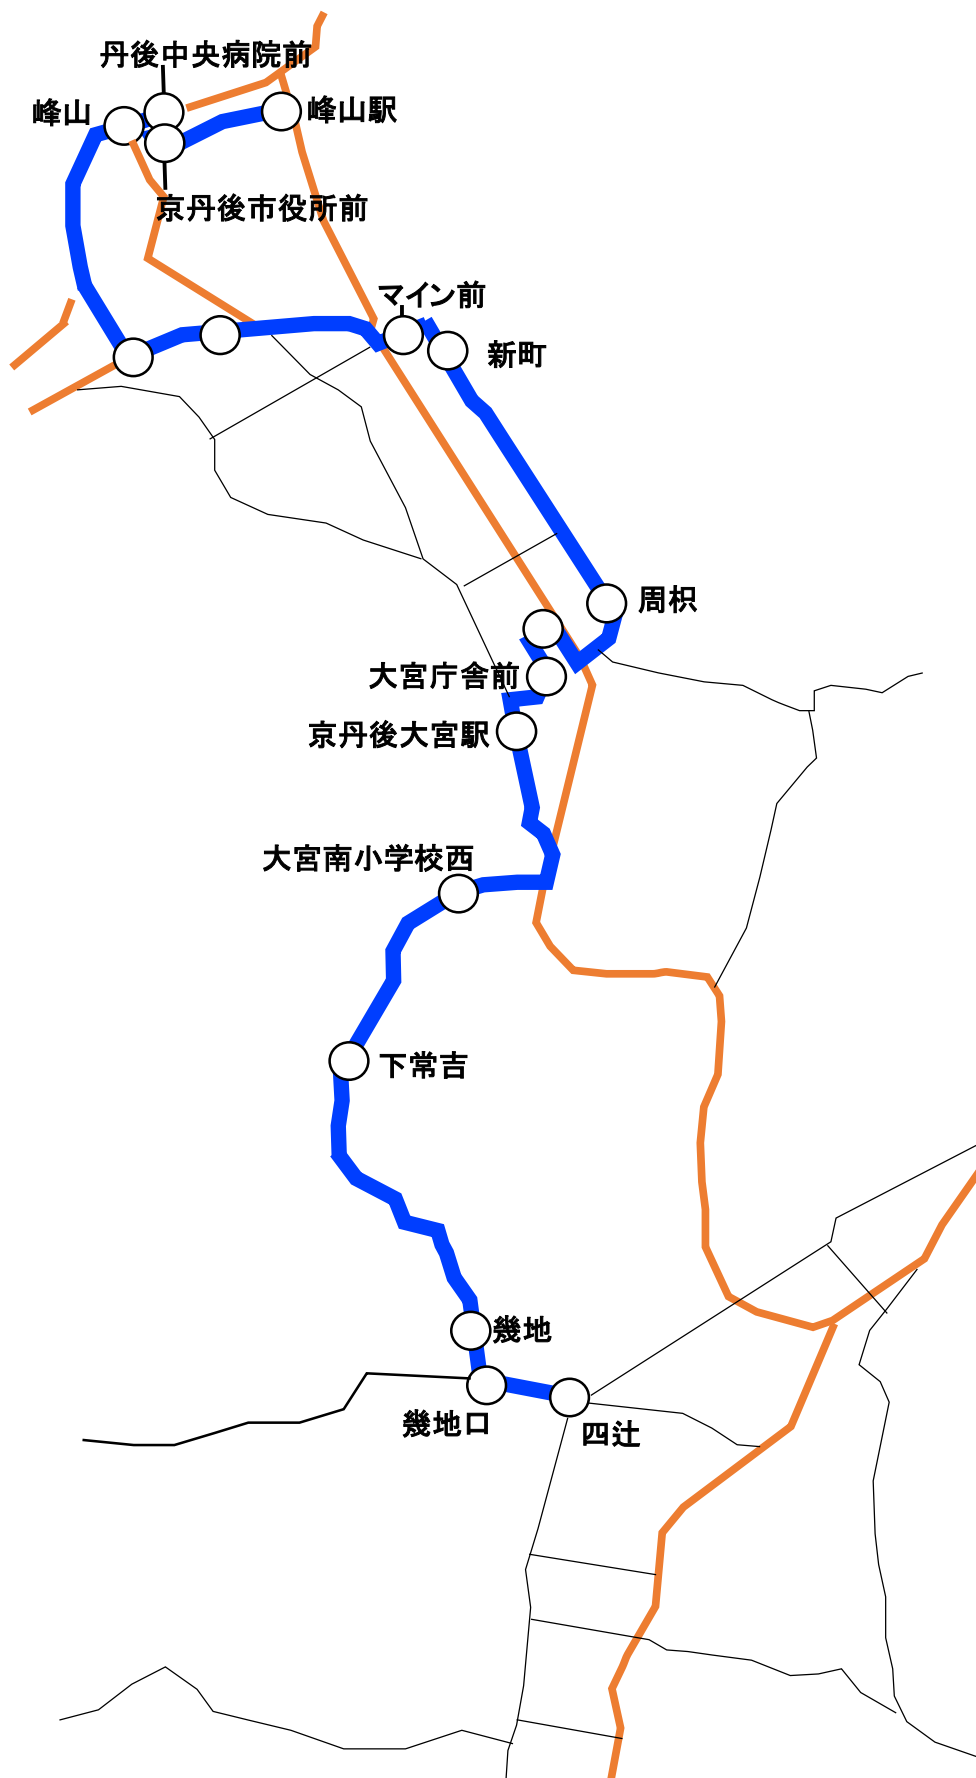 丹後中央病院前
峰山
峰山駅
京丹後市役所前
マイン前
新町
周枳
大宮庁舎前
京丹後大宮駅
大宮南小学校西
下常吉
幾地
幾地口
四辻